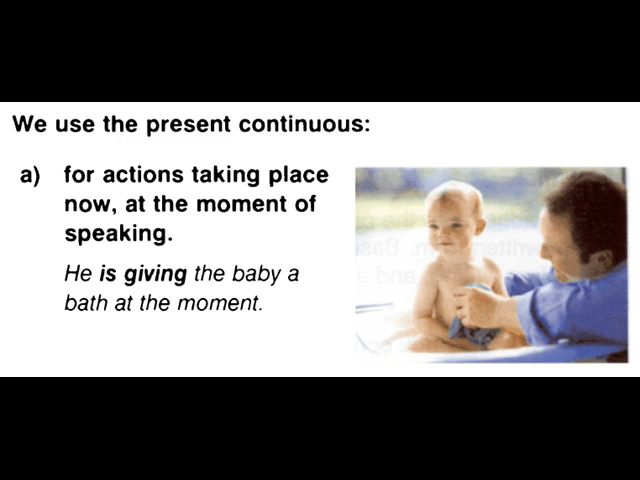 We use the present continuous:
a) for actions taking place
now, at the moment of
speaking.
He is giving the baby a
bath at the moment.